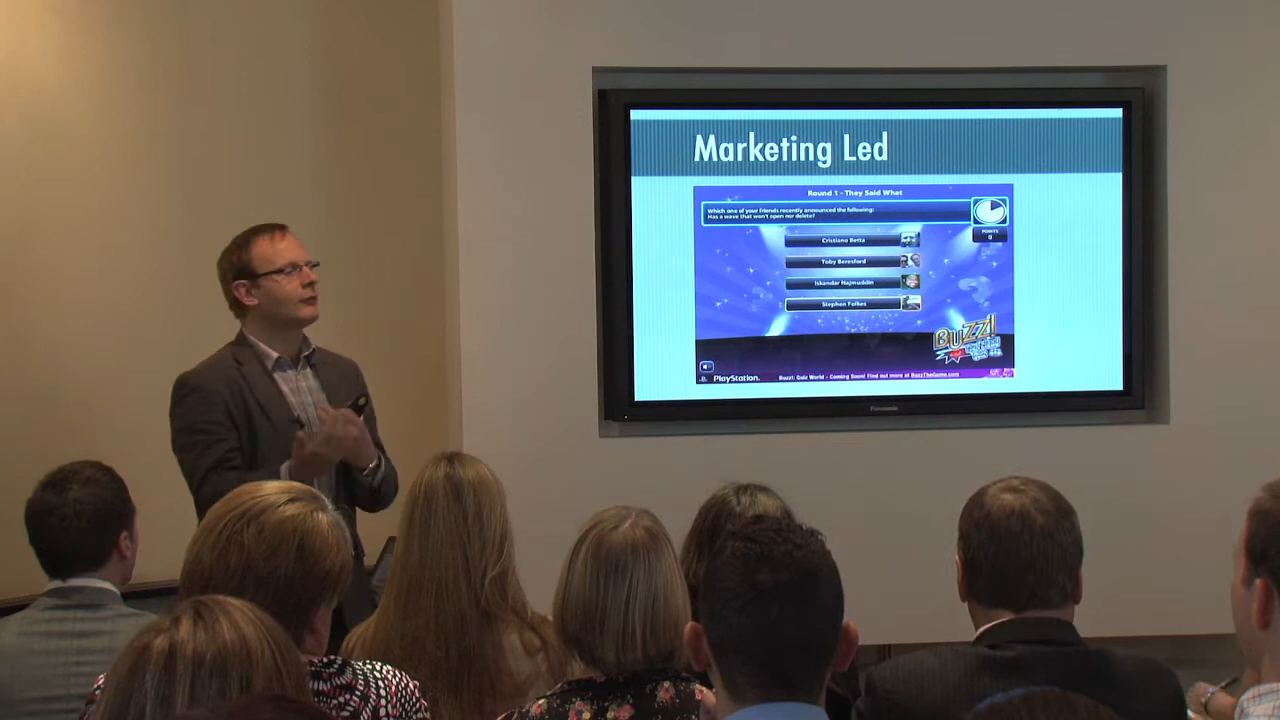 Marketing Led
Round 1 - They Said What
Which one of your friends recently announced the following:
Has a wave that won't open nor delete?
POINTS
0
Cristiano Betta
Toby Beresford
Iskandar Najmuddin
Stephen Folkes
Buzz!
PlayStation.
Buzz!: Quiz World - Coming Soon! Find out more at BuzzTheGame.com
Panasonic